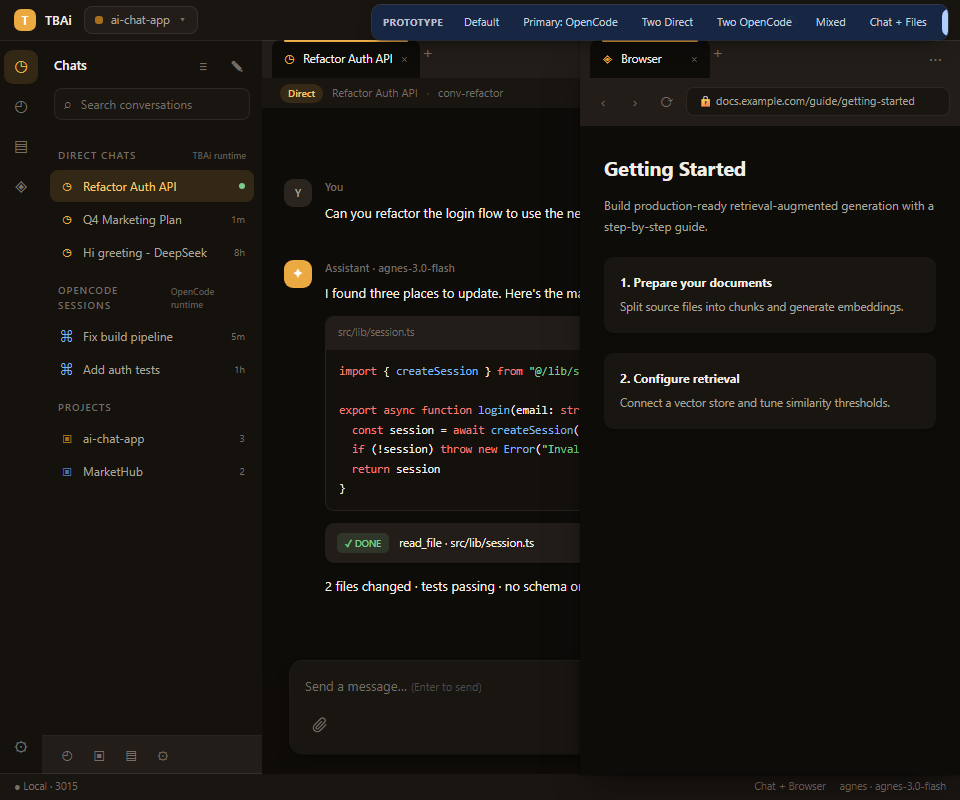 T TBAi ai-chat-app
PROTOTYPE Default Primary: OpenCode Two Direct Two OpenCode Mixed Chat + Files
Chats
Search conversations
DIRECT CHATS TBAi runtime
Refactor Auth API
Q4 Marketing Plan 1m
Hi greeting - DeepSeek 8h
OPENCODE SESSIONS OpenCode runtime
Fix build pipeline 5m
Add auth tests 1h
PROJECTS
ai-chat-app 3
MarketHub 2
Refactor Auth API × +
Direct Refactor Auth API · conv-refactor
Y You
Can you refactor the login flow to use the ne
Assistant · agnes-3.0-flash
I found three places to update. Here's the ma
src/lib/session.ts
import { createSession } from "@/lib/s
export async function login(email: str
const session = await createSession(
if (!session) throw new Error("Inval
return session
}
✓ DONE read_file · src/lib/session.ts
2 files changed · tests passing · no schema o
Send a message... (Enter to send)
Browser × + ...
docs.example.com/guide/getting-started
Getting Started
Build production-ready retrieval-augmented generation with a
step-by-step guide.
1. Prepare your documents
Split source files into chunks and generate embeddings.
2. Configure retrieval
Connect a vector store and tune similarity thresholds.
● Local · 3015
Chat + Browser agnes · agnes-3.0-flash